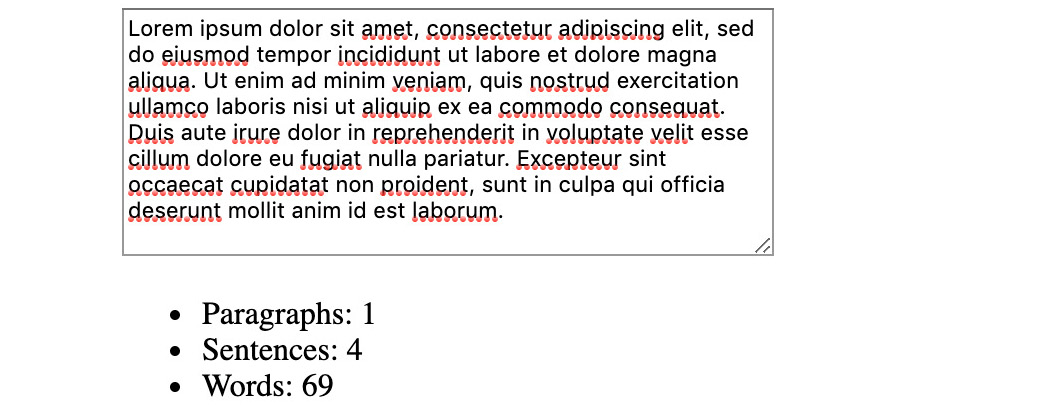 Lorem ipsum dolor sit amet, consectetur adipiscing elit, sed
do eiusmod tempor incididunt ut labore et dolore magna
aliqua. Ut enim ad minim veniam, quis nostrud exercitation
ullamco laboris nisi ut aliquip ex ea commodo consequat.
Duis aute irure dolor in reprehenderit in voluptate velit esse
cillum dolore eu fugiat nulla pariatur. Excepteur sint
occaecat cupidatat non proident, sunt in culpa qui officia
deserunt mollit anim id est laborum.
• Paragraphs: 1
• Sentences: 4
• Words: 69